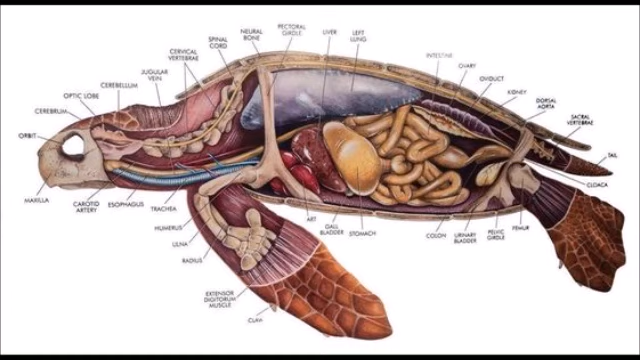 PECTORAL
GIRDLE
NEURAL
BONE
LIVER
LEFT
LUNG
SPINAL
CORD
CERVICAL
VERTEBRAE
JUGULAR
VEIN
CEREBELLUM
OPTIC LOBE
CEREBRUM
ORBIT
INTESTINE
OVARY
OVIDUCT
KIDNEY
DORSAL
AORTA
SACRAL
VERTEBRAE
TAIL
CLOACA
MAXILLA
CAROTID
ARTERY
ESOPHAGUS
TRACHEA
HUMERUS
ULNA
RADIUS
EXTENSOR
DIGITORUM
MUSCLE
CLAW
GALL
BLADDER
STOMACH
COLON
URINARY
BLADDER
PELVIC
GIRDLE
FEMUR